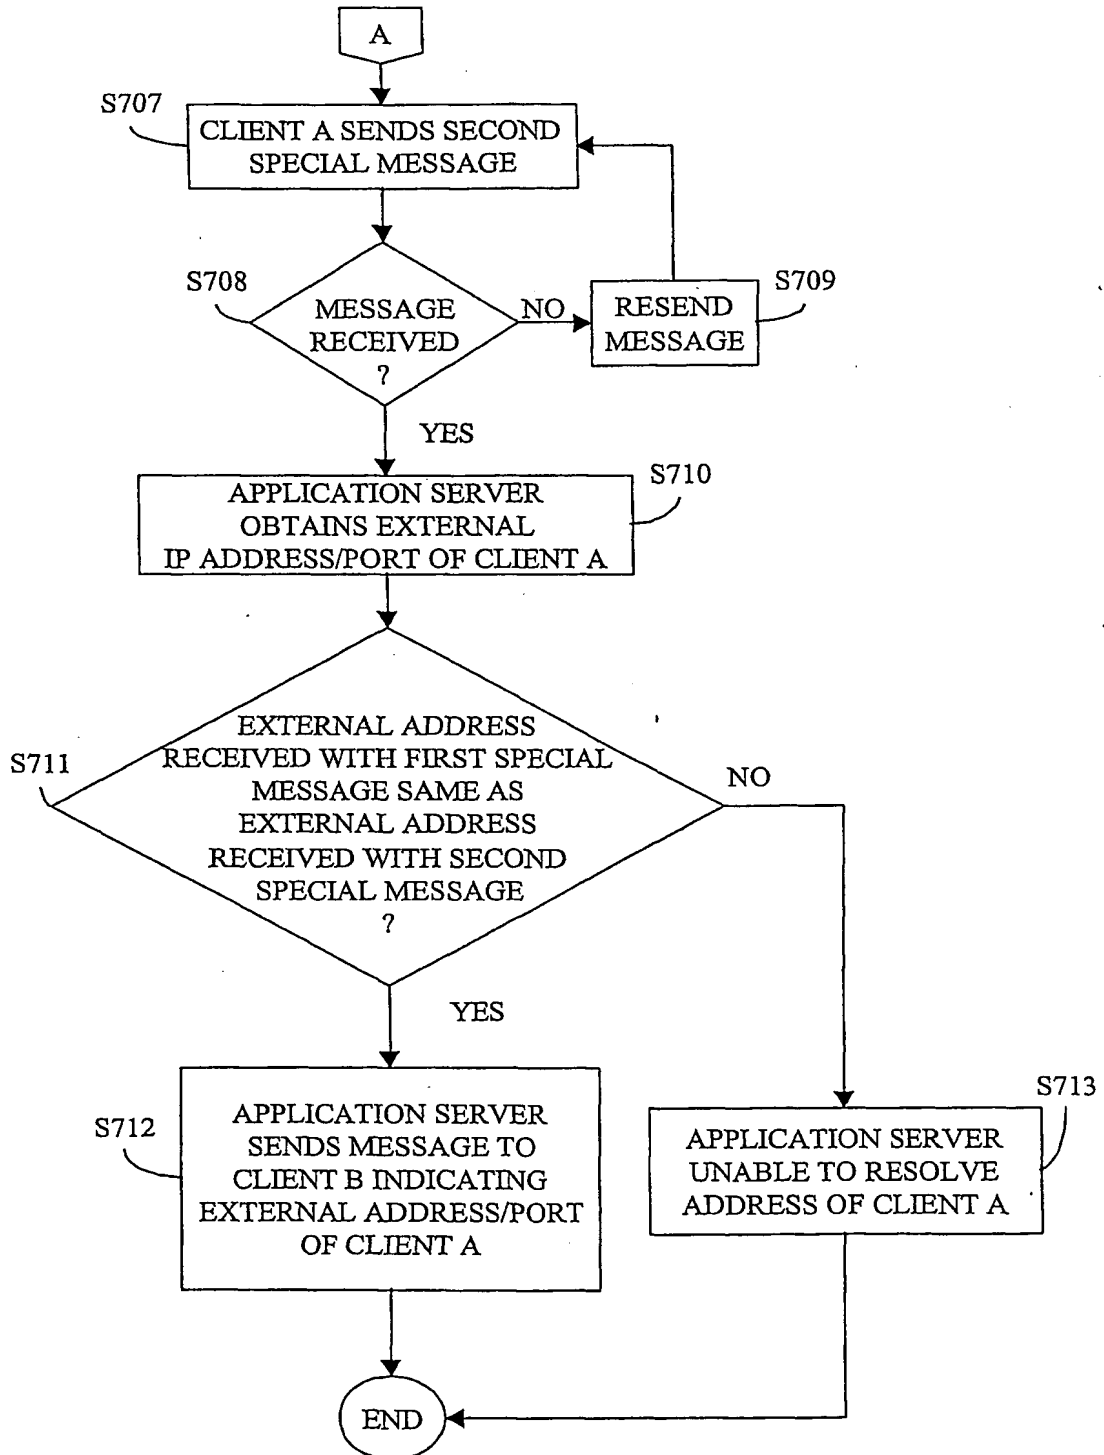 A
S707
CLIENT A SENDS SECOND
SPECIAL MESSAGE
S708
MESSAGE
RECEIVED
?
NO
S709
RESEND
MESSAGE
YES
S710
APPLICATION SERVER
OBTAINS EXTERNAL
IP ADDRESS/PORT OF CLIENT A
S711
EXTERNAL ADDRESS
RECEIVED WITH FIRST SPECIAL
MESSAGE SAME AS
EXTERNAL ADDRESS
RECEIVED WITH SECOND
SPECIAL MESSAGE
?
NO
YES
S712
APPLICATION SERVER
SENDS MESSAGE TO
CLIENT B INDICATING
EXTERNAL ADDRESS/PORT
OF CLIENT A
S713
APPLICATION SERVER
UNABLE TO RESOLVE
ADDRESS OF CLIENT A
END